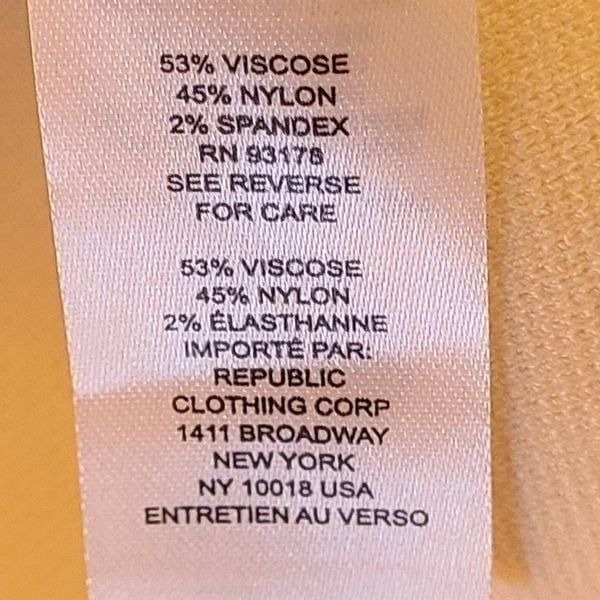 53% VISCOSE
45% NYLON
2% SPANDEX
RN 93178
SEE REVERSE
FOR CARE
53% VISCOSE
45% NYLON
2% ÉLASTHANNE
IMPORTÉ PAR:
REPUBLIC
CLOTHING CORP
1411 BROADWAY
NEW YORK
NY 10018 USA
ENTRETIEN AU VERSO